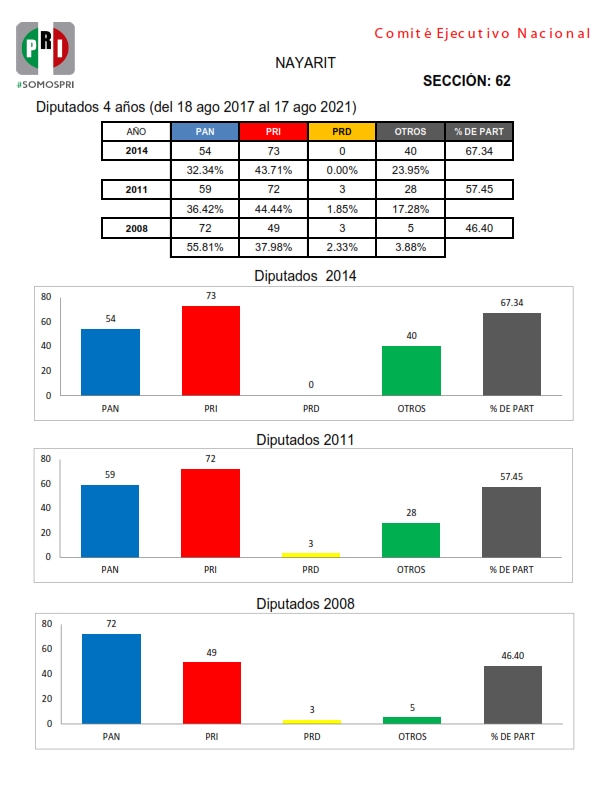 Comité Ejecutivo Nacional
PRI
#SOMOSPRI
NAYARIT
SECCIÓN: 62
Diputados 4 años (del 18 ago 2017 al 17 ago 2021)
AÑO PAN PRI PRD OTROS % DE PART
2014 54 73 0 40 67.34
32.34% 43.71% 0.00% 23.95%
2011 59 72 3 28 57.45
36.42% 44.44% 1.85% 17.28%
2008 72 49 3 5 46.40
55.81% 37.98% 2.33% 3.88%
Diputados 2014
80
60
40
20
0
54 73 0 40 67.34
PAN PRI PRD OTROS % DE PART
Diputados 2011
80
60
40
20
0
59 72 3 28 57.45
PAN PRI PRD OTROS % DE PART
Diputados 2008
80
60
40
20
0
72 49 3 5 46.40
PAN PRI PRD OTROS % DE PART